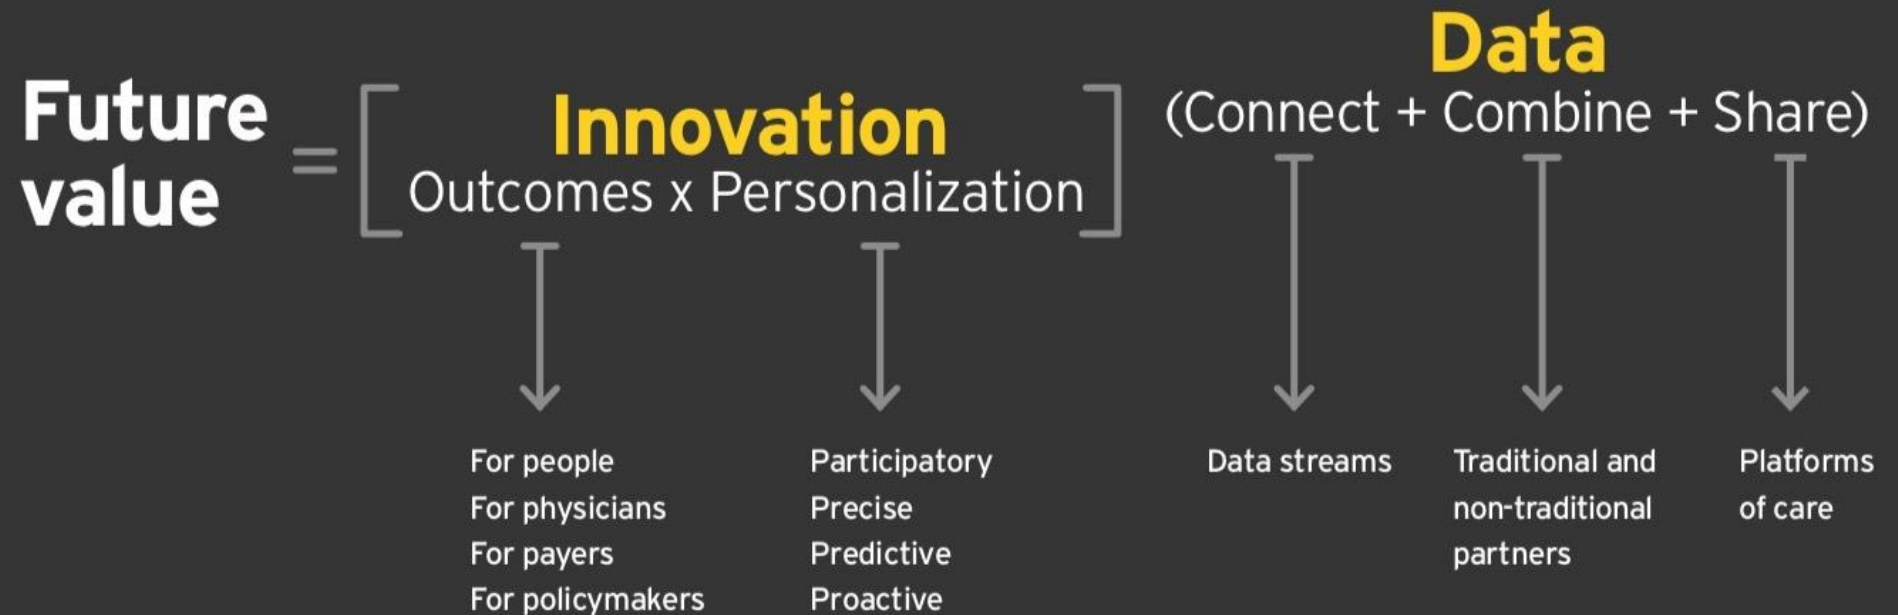 Future
value
=
[
Innovation
Outcomes x Personalization
]
Data
(Connect + Combine + Share)
For people
For physicians
For payers
For policymakers
Participatory
Precise
Predictive
Proactive
Data streams
Traditional and
non-traditional
partners
Platforms
of care